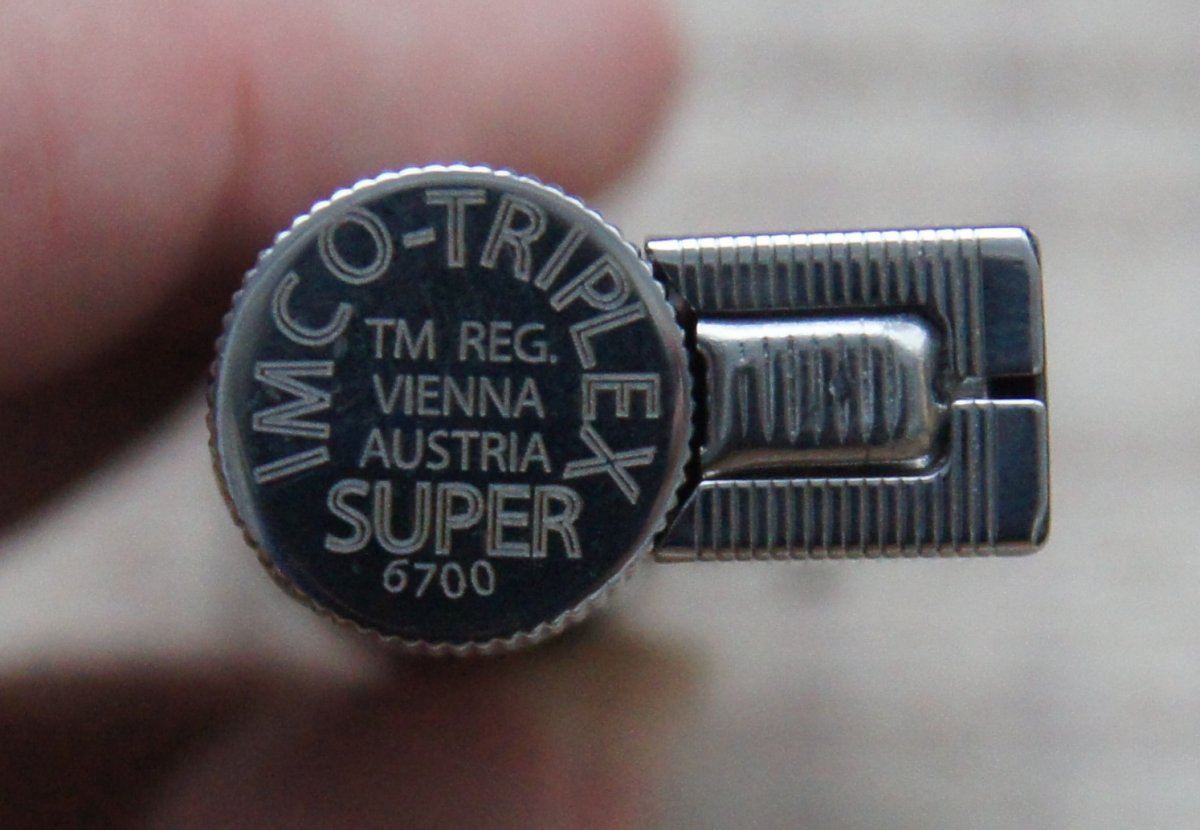 IMCO-TRIPLEX
TM REG.
VIENNA
AUSTRIA
SUPER
6700